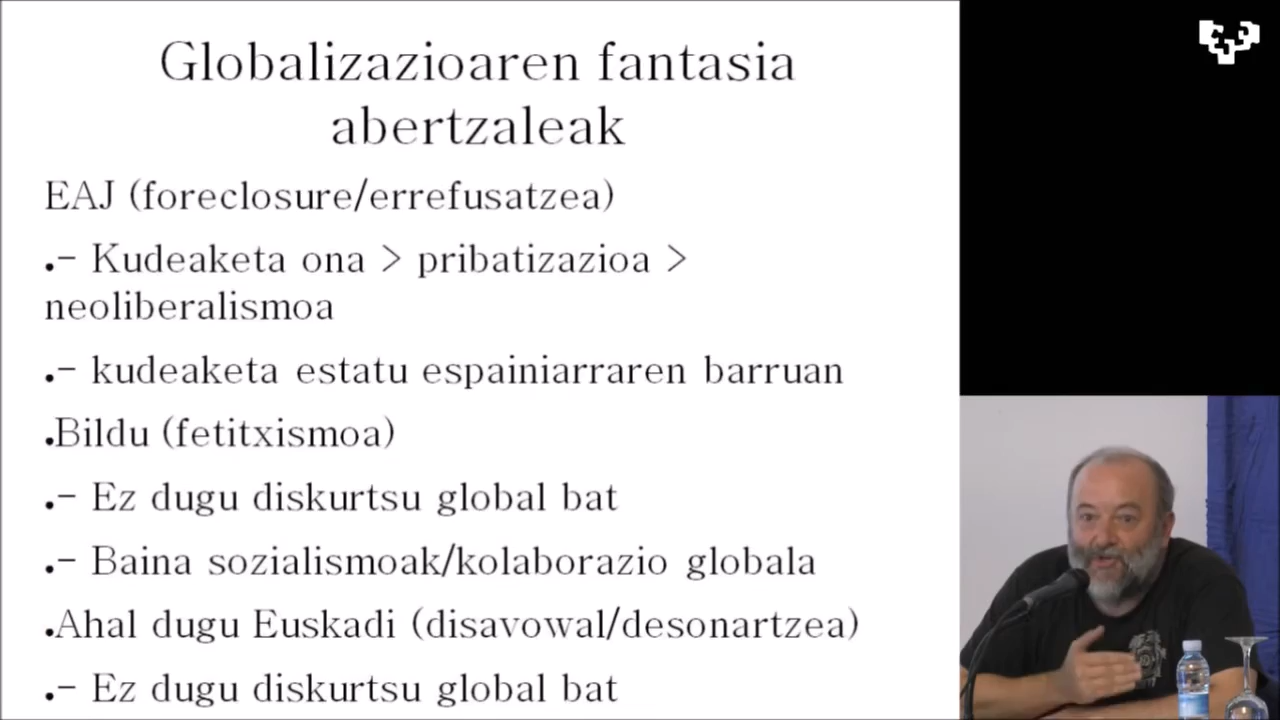 Globalizazioaren fantasia
abertzaleak
EAJ (foreclosure/errefusatzea)
.- Kudeaketa ona > pribatizazioa >
neoliberalismoa
.- kudeaketa estatu espainiarraren barruan
.Bildu (fetitxismoa)
.- Ez dugu diskurtsu global bat
.- Baina sozialismoak/kolaborazio globala
.Ahal dugu Euskadi (disavowal/desonartzea)
.- Ez dugu diskurtsu global bat